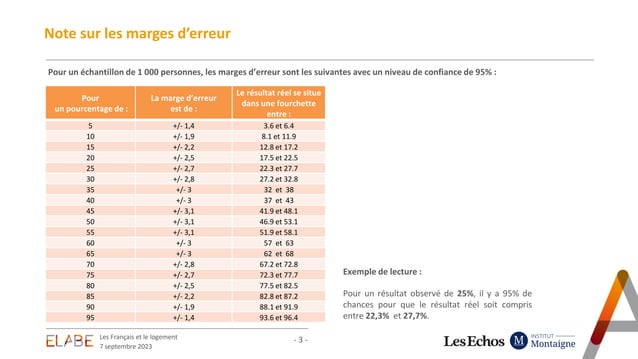 Note sur les marges d’erreur
Pour un échantillon de 1 000 personnes, les marges d’erreur sont les suivantes avec un niveau de confiance de 95% :
Pour un pourcentage de : La marge d’erreur est de : Le résultat réel se situe dans une fourchette entre :
5 +/- 1,4 3.6 et 6.4
10 +/- 1,9 8.1 et 11.9
15 +/- 2,2 12.8 et 17.2
20 +/- 2,5 17.5 et 22.5
25 +/- 2,7 22.3 et 27.7
30 +/- 2,8 27.2 et 32.8
35 +/- 3 32 et 38
40 +/- 3 37 et 43
45 +/- 3,1 41.9 et 48.1
50 +/- 3,1 46.9 et 53.1
55 +/- 3,1 51.9 et 58.1
60 +/- 3 57 et 63
65 +/- 3 62 et 68
70 +/- 2,8 67.2 et 72.8
75 +/- 2,7 72.3 et 77.7
80 +/- 2,5 77.5 et 82.5
85 +/- 2,2 82.8 et 87.2
90 +/- 1,9 88.1 et 91.9
95 +/- 1,4 93.6 et 96.4
Exemple de lecture :
Pour un résultat observé de 25%, il y a 95% de
chances pour que le résultat réel soit compris
entre 22,3% et 27,7%.
ELABE
Les Français et le logement
7 septembre 2023
- 3 -
Les Echos
M
INSTITUT
Montaigne